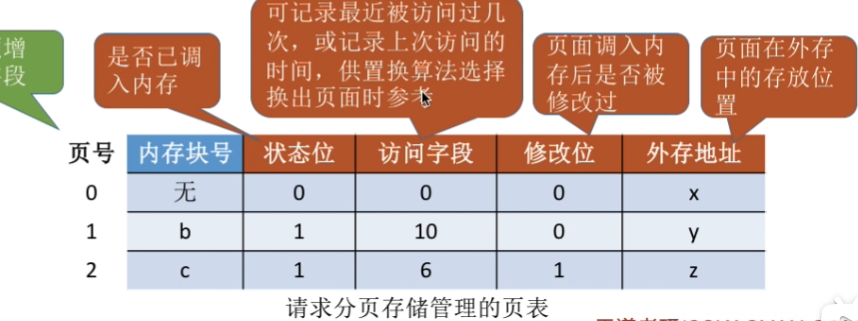 可记录最近被访问过几
次，或记录上次访问的
时间，供置换算法选择
换出页面时参考
增
段
是否已调
入内存
页面调入内
存后是否被
修改过
页面在外存
中的存放位
置
页号 内存块号 状态位 访问字段 修改位 外存地址
0 无 0 0 0 x
1 b 1 10 0 y
2 c 1 6 1 z
请求分页存储管理的页表